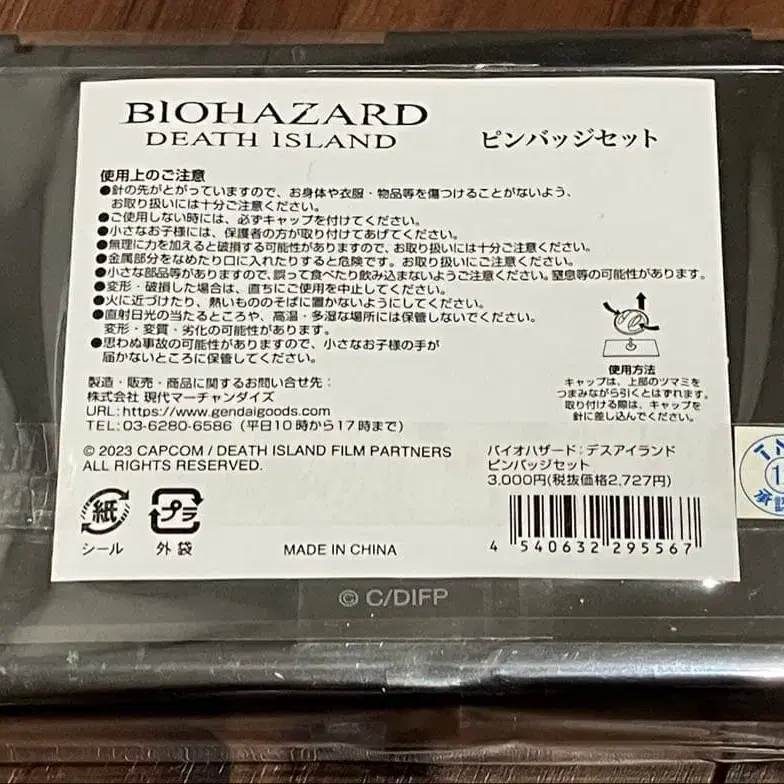 BIOHAZARD
DEATH ISLAND
ピンバッジセット
使用上のご注意
●針の先がとがっていますので、お身体や衣服・物品等を傷つけることがないよう、
お取り扱いには十分ご注意ください。
●ご使用しない時には、必ずキャップを付けてください。
●小さなお子様には、保護者の方が取り付けてあげてください。
●無理に力を加えると破損する可能性がありますので、お取り扱いには十分ご注意ください。
●金属部分をなめたり口に入れたりすると危険です。お取り扱いにご注意ください。
●小さな部品等がありますので、誤って食べたり飲み込まないようご注意ください。窒息等の可能性があります。
●変形・破損した場合は、直ちにご使用を中止してください。
●火に近づけたり、熱いもののそばに置かないようにしてください。
●直射日光の当たるところや、高温・多湿な場所には保管しないでください。
変形・変質・劣化の可能性があります。
●思わぬ事故の可能性がありますので、小さなお子様の手が
届かないところに保管してください。
使用方法
キャップは、上部のツマミを
つまみながら引くとはずれます。
取り付ける際は、キャップを
針に差し込んでください。
製造・販売・商品に関するお問い合せ先：
株式会社 現代マーチャンダイズ
URL:https://www.gendaigoods.com
TEL:03-6280-6586（平日10時から17時まで）
© 2023 CAPCOM / DEATH ISLAND FILM PARTNERS
ALL RIGHTS RESERVED.
バイオハザード：デスアイランド
ピンバッジセット
3,000円(税抜価格2,727円)
紙
シール
プラ
外 袋
MADE IN CHINA
4 540632 295567
© C/DIFP